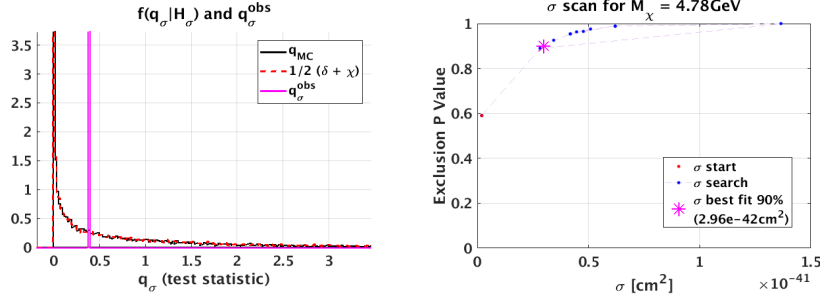 f(q_σ|H_σ) and q_σ^obs
3.5
3
2.5
2
1.5
1
0.5
0
q_MC
1/2 (δ + χ)
q_σ^obs
0
0.5
1
1.5
2
2.5
3
q_σ (test statistic)
σ scan for M_χ = 4.78GeV
Exclusion P Value
1
0.8
0.6
0.4
0.2
0
σ start
σ search
σ best fit 90%
(2.96e-42cm²)
0
0.5
1
1.5
σ [cm²]
×10⁻⁴¹